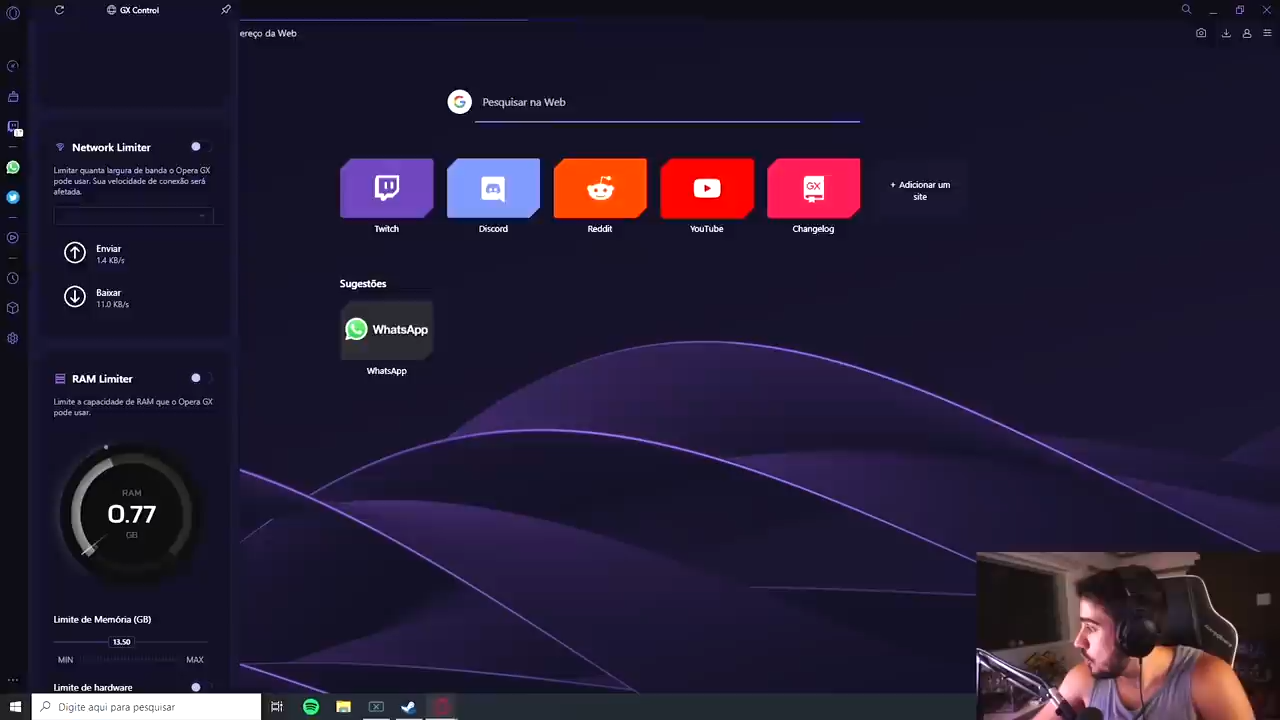 GX Control
ereço da Web
Pesquisar na Web
Network Limiter
Limitar quanta largura de banda o Opera GX
pode usar. Sua velocidade de conexão será
afetada.
Enviar
1.4 KB/s
Baixar
11.0 KB/s
GX
+ Adicionar um
site
Twitch
Discord
Reddit
YouTube
Changelog
Sugestões
WhatsApp
WhatsApp
RAM Limiter
Limite a capacidade de RAM que o Opera GX
pode usar.
RAM
0.77
GB
Limite de Memória (GB)
13.50
MIN
MAX
Limite de hardware
Digite aqui para pesquisar